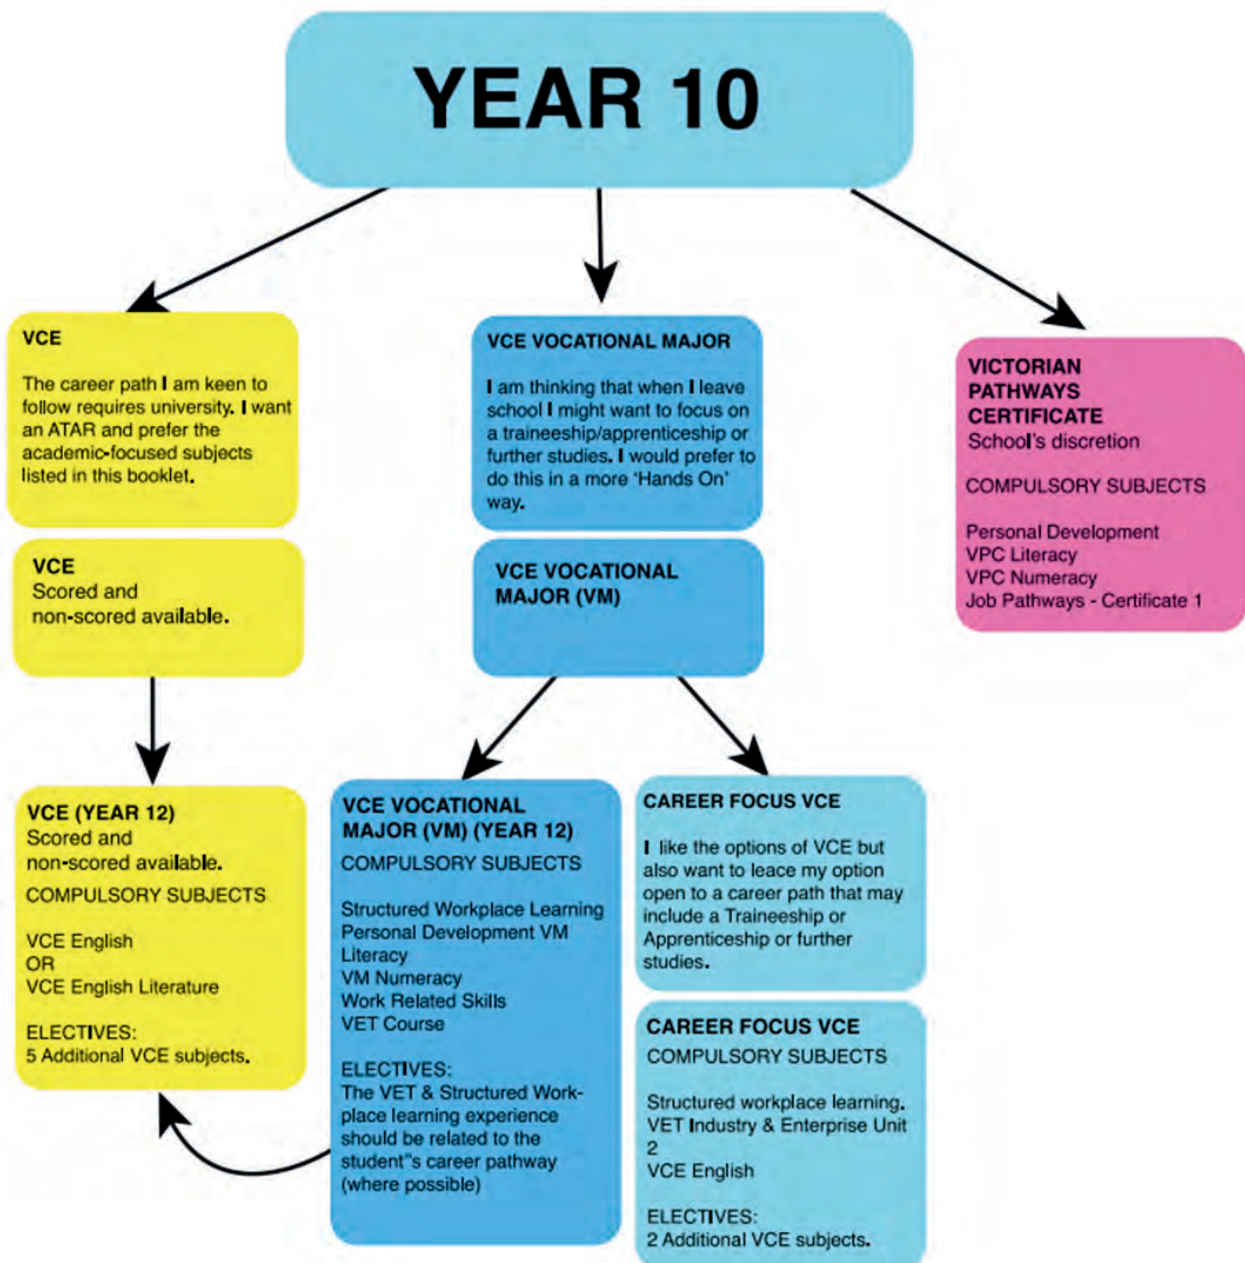 YEAR 10
VCE
The career path I am keen to
follow requires university. I want
an ATAR and prefer the
academic-focused subjects
listed in this booklet.
VCE
Scored and
non-scored available.
VCE (YEAR 12)
Scored and
non-scored available.
COMPULSORY SUBJECTS
VCE English
OR
VCE English Literature
ELECTIVES:
5 Additional VCE subjects.
VCE VOCATIONAL MAJOR
I am thinking that when I leave
school I might want to focus on
a traineeship/apprenticeship or
further studies. I would prefer to
do this in a more ‘Hands On’
way.
VCE VOCATIONAL
MAJOR (VM)
VCE VOCATIONAL
MAJOR (VM) (YEAR 12)
COMPULSORY SUBJECTS
Structured Workplace Learning
Personal Development VM
Literacy
VM Numeracy
Work Related Skills
VET Course
ELECTIVES:
The VET & Structured Work-
place learning experience
should be related to the
student"s career pathway
(where possible)
CAREER FOCUS VCE
I like the options of VCE but
also want to leace my option
open to a career path that may
include a Traineeship or
Apprenticeship or further
studies.
CAREER FOCUS VCE
COMPULSORY SUBJECTS
Structured workplace learning.
VET Industry & Enterprise Unit
2
VCE English
ELECTIVES:
2 Additional VCE subjects.
VICTORIAN
PATHWAYS
CERTIFICATE
School's discretion
COMPULSORY SUBJECTS
Personal Development
VPC Literacy
VPC Numeracy
Job Pathways - Certificate 1